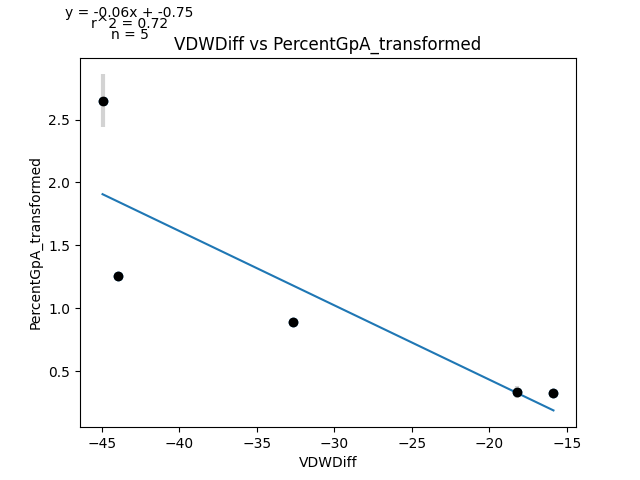 y = -0.06x + -0.75
r^2 = 0.72
n = 5
VDWDiff vs PercentGpA_transformed
PercentGpA_transformed
2.5
2.0
1.5
1.0
0.5
−45 −40 −35 −30 −25 −20 −15
VDWDiff